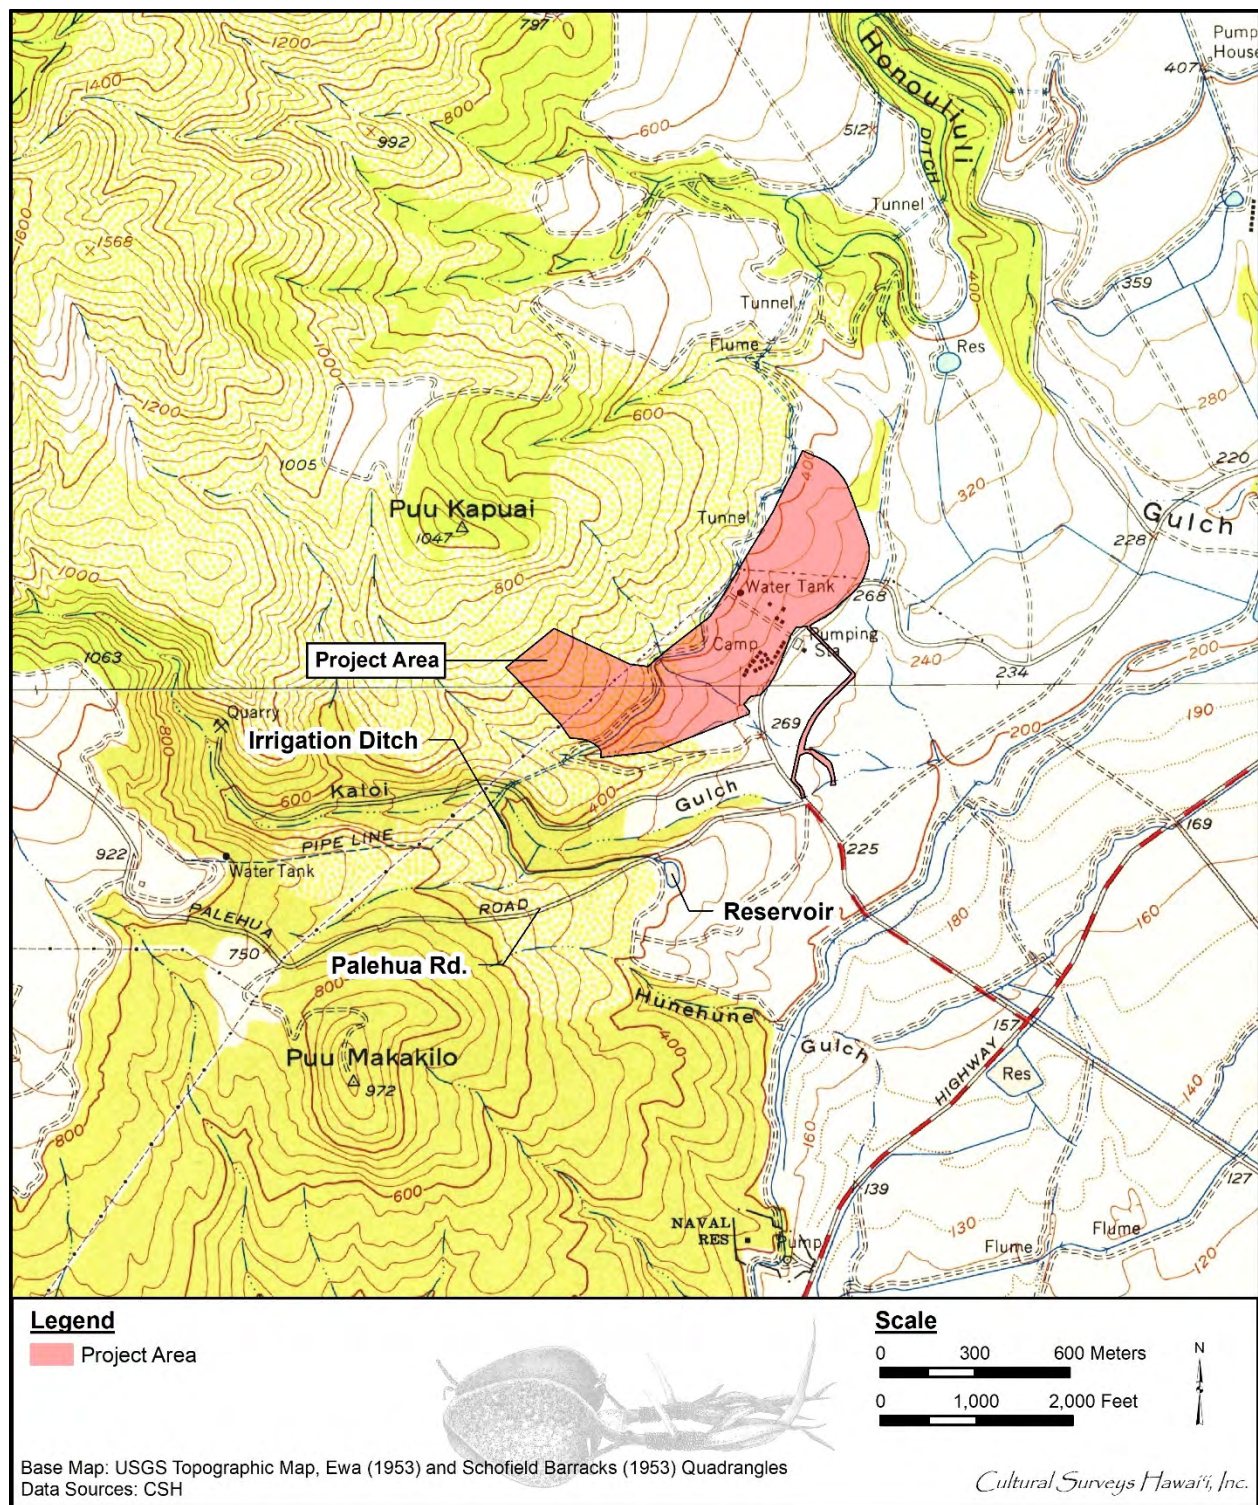 797
1200
Pump
House
1400
800
407
600
992
512
Honouliuli
DITCH
1600
Tunnel
1568
400
359
Tunnel
Flume
Res
1000
1200
600
280
1005
400
220
320
Puu Kapuai
1047
Tunnel
Gulch
228
1000
800
Water Tank
268
Camp
Pumping
Sta
240
200
1063
Project Area
234
Quarry
190
269
200
Irrigation Ditch
800
600
Kaloi
400
Gulch
PIPE LINE
169
922
225
Water Tank
PALEHUA
ROAD
Reservoir
180
160
750
Palehua Rd.
800
Hunehune
400
157
Gulch
Puu Makakilo
972
HIGHWAY
Res
140
800
160
600
139
127
NAVAL
RES
130
Flume
Pump
Flume
120
Legend
Project Area
Scale
0 300 600 Meters
0 1,000 2,000 Feet
N
Base Map: USGS Topographic Map, Ewa (1953) and Schofield Barracks (1953) Quadrangles
Data Sources: CSH
Cultural Surveys Hawai‘i, Inc.